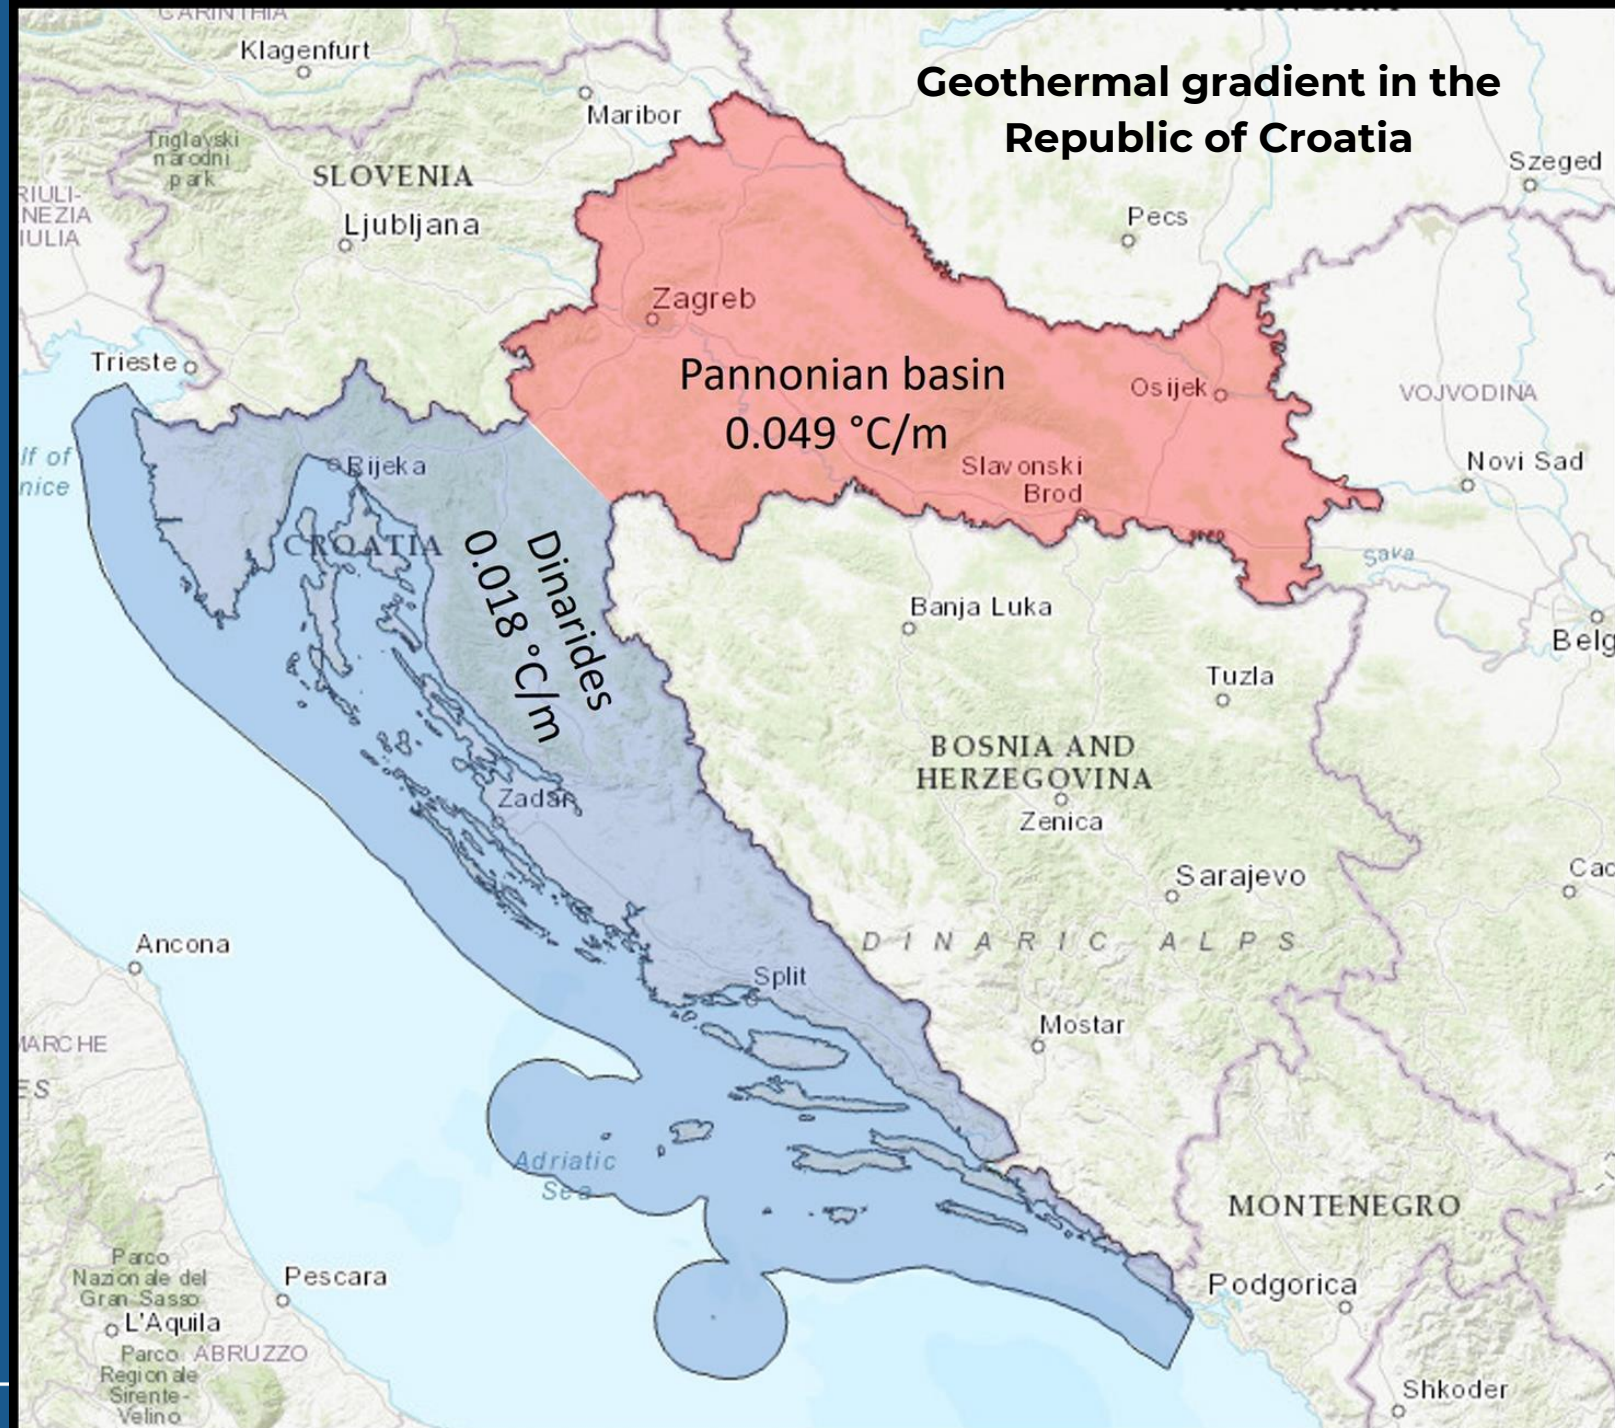 CARINTHIA
Klagenfurt
Geothermal gradient in the
Republic of Croatia
Maribor
Triglavski
narodni
park
SLOVENIA
Szeged
Ljubljana
Pecs
Zagreb
Trieste
Pannonian basin
0.049 °C/m
Osijek
VOJVODINA
Rijeka
Slavonski
Brod
Novi Sad
CROATIA
Dinarides
0.018 °C/m
Sava
Banja Luka
Tuzla
BOSNIA AND
HERZEGOVINA
Zenica
Zadar
Sarajevo
DINARIC ALPS
Ancona
Split
Mostar
Adriatic
Sea
MONTENEGRO
Podgorica
Parco
Nazionale del
Gran Sasso
Pescara
L'Aquila
Parco
Regionale
Sirente-
Velino
ABRUZZO
Shkoder